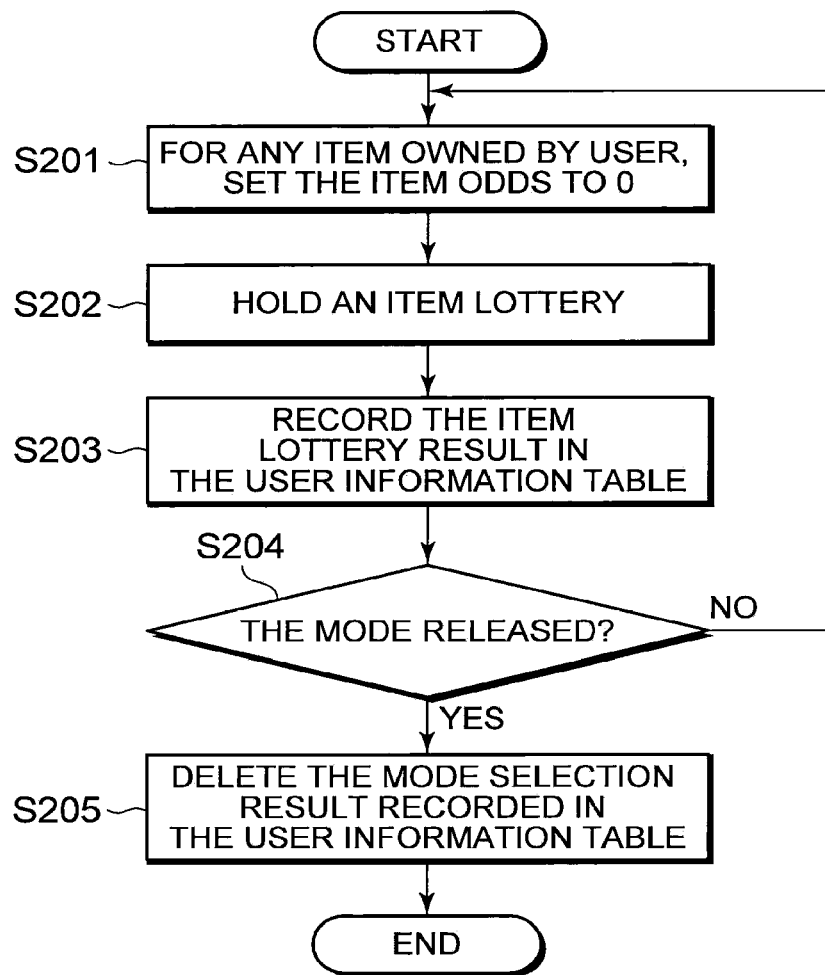 START
S201
FOR ANY ITEM OWNED BY USER,
SET THE ITEM ODDS TO 0
S202
HOLD AN ITEM LOTTERY
S203
RECORD THE ITEM
LOTTERY RESULT IN
THE USER INFORMATION TABLE
S204
THE MODE RELEASED?
NO
YES
S205
DELETE THE MODE SELECTION
RESULT RECORDED IN
THE USER INFORMATION TABLE
END